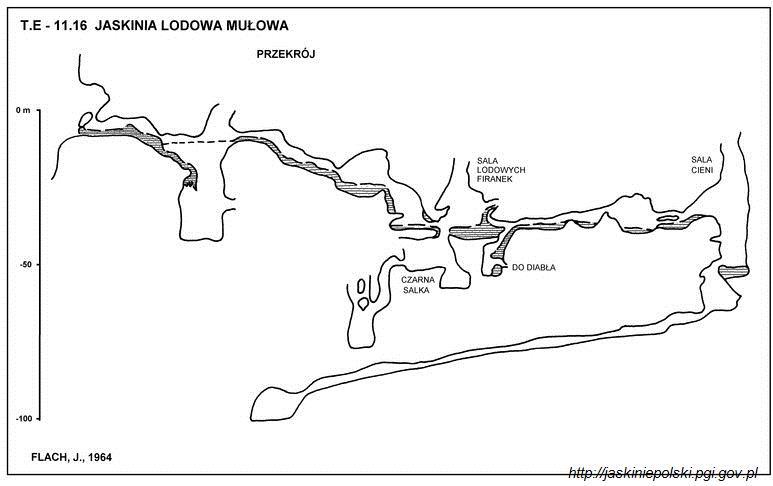 T.E - 11.16 JASKINIA LODOWA MUŁOWA
PRZEKRÓJ
0 m
SALA
LODOWYCH
FIRANEK
SALA
CIENI
-50
DO DIABŁA
CZARNA
SALKA
-100
FLACH, J., 1964
http://jaskiniepolski.pgi.gov.pl